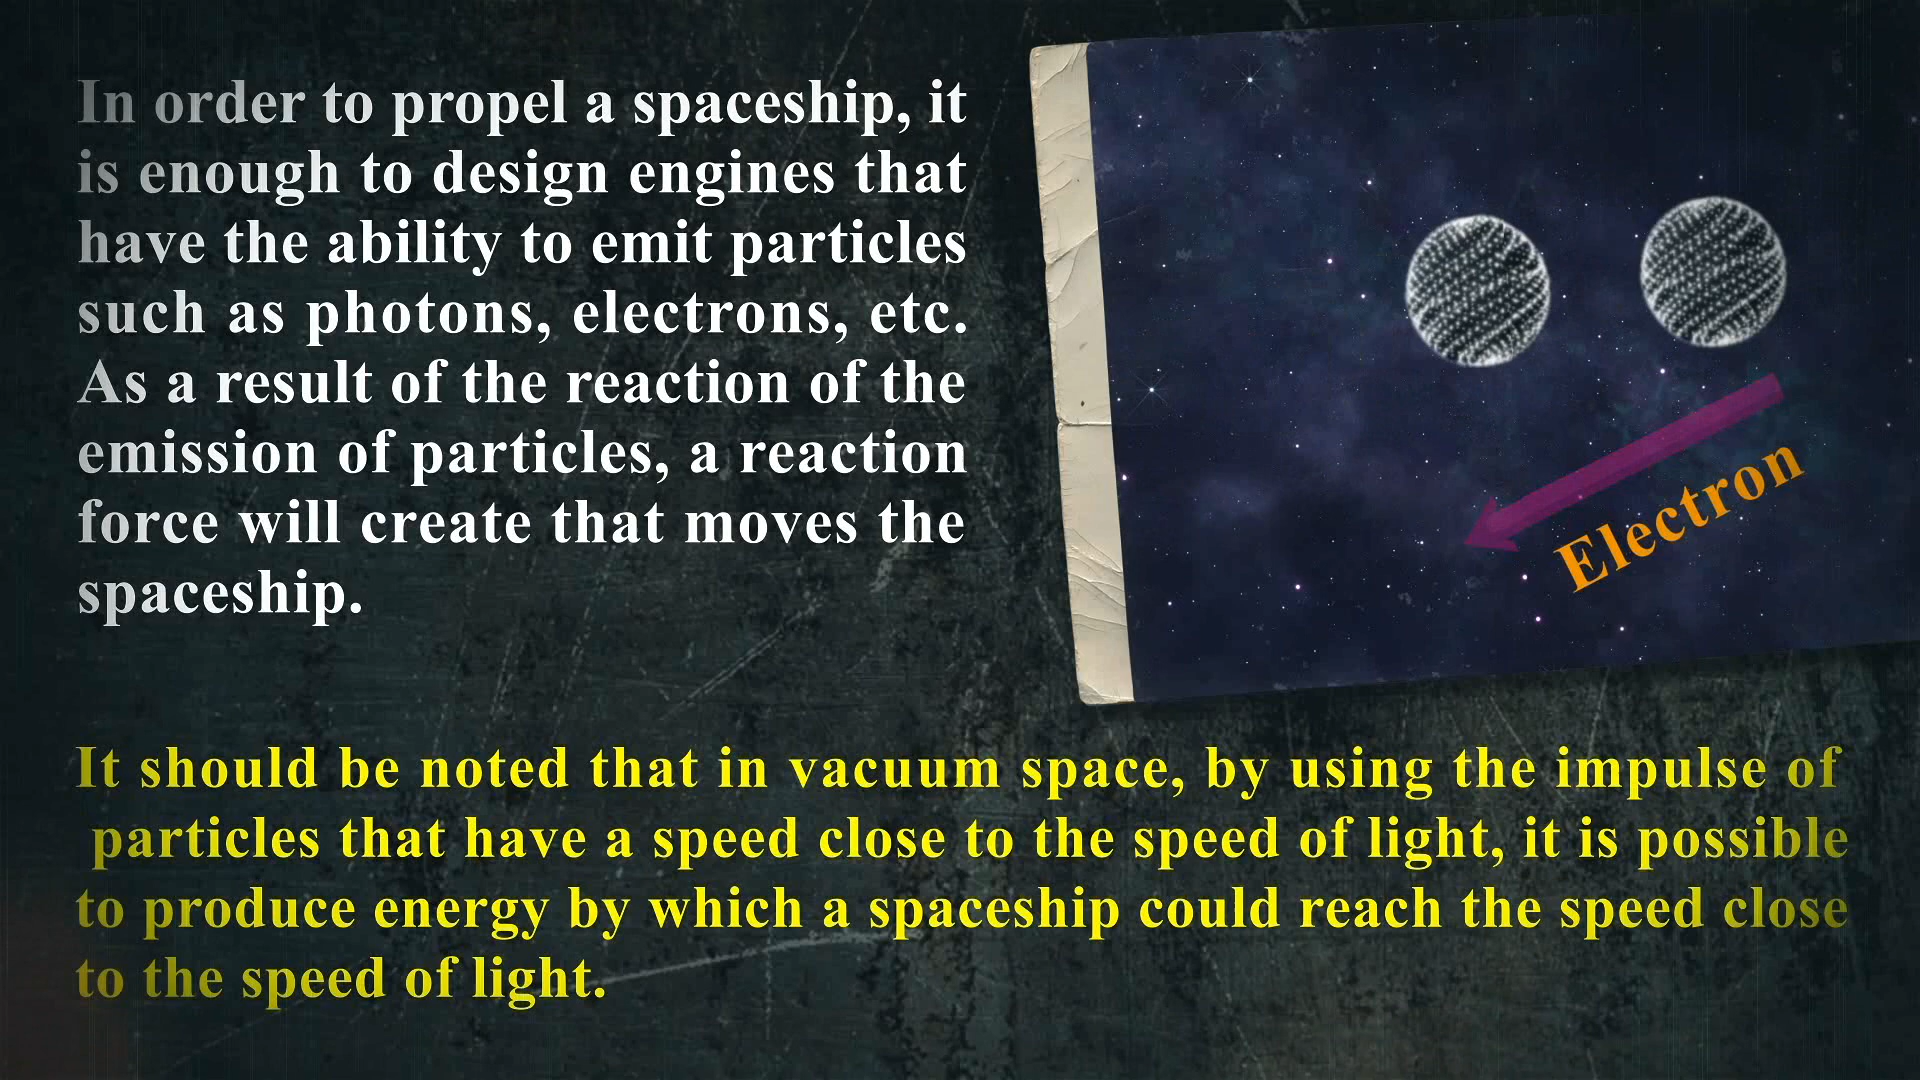 In order to propel a spaceship, it
is enough to design engines that
have the ability to emit particles
such as photons, electrons, etc.
As a result of the reaction of the
emission of particles, a reaction
force will create that moves the
spaceship.
Electron
It should be noted that in vacuum space, by using the impulse of
particles that have a speed close to the speed of light, it is possible
to produce energy by which a spaceship could reach the speed close
to the speed of light.